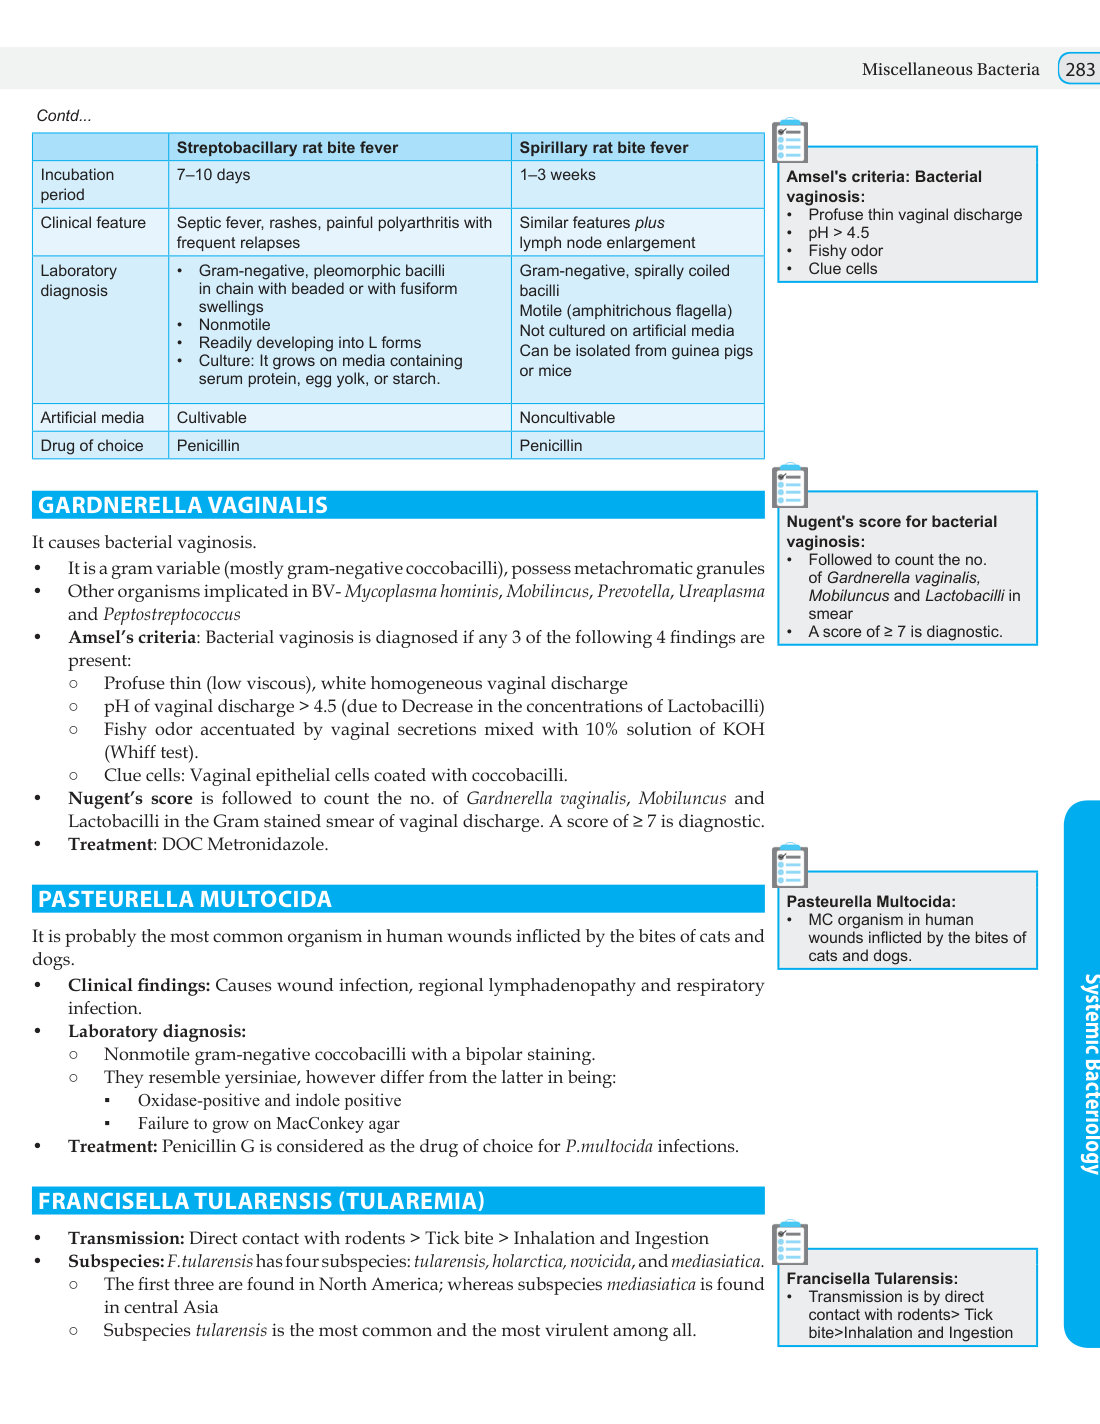 Miscellaneous Bacteria 283
Contd...
Streptobacillary rat bite fever Spirillary rat bite fever
Incubation period 7–10 days 1–3 weeks
Clinical feature Septic fever, rashes, painful polyarthritis with frequent relapses Similar features plus lymph node enlargement
Laboratory diagnosis
• Gram-negative, pleomorphic bacilli
in chain with beaded or with fusiform
swellings
• Nonmotile
• Readily developing into L forms
• Culture: It grows on media containing
serum protein, egg yolk, or starch.
Gram-negative, spirally coiled
bacilli
Motile (amphitrichous flagella)
Not cultured on artificial media
Can be isolated from guinea pigs
or mice
Artificial media Cultivable Noncultivable
Drug of choice Penicillin Penicillin
Amsel's criteria: Bacterial
vaginosis:
• Profuse thin vaginal discharge
• pH > 4.5
• Fishy odor
• Clue cells
GARDNERELLA VAGINALIS
It causes bacterial vaginosis.
• It is a gram variable (mostly gram-negative coccobacilli), possess metachromatic granules
• Other organisms implicated in BV- Mycoplasma hominis, Mobilincus, Prevotella, Ureaplasma
and Peptostreptococcus
• Amsel’s criteria: Bacterial vaginosis is diagnosed if any 3 of the following 4 findings are
present:
○ Profuse thin (low viscous), white homogeneous vaginal discharge
○ pH of vaginal discharge > 4.5 (due to Decrease in the concentrations of Lactobacilli)
○ Fishy odor accentuated by vaginal secretions mixed with 10% solution of KOH
(Whiff test).
○ Clue cells: Vaginal epithelial cells coated with coccobacilli.
• Nugent’s score is followed to count the no. of Gardnerella vaginalis, Mobiluncus and
Lactobacilli in the Gram stained smear of vaginal discharge. A score of ≥ 7 is diagnostic.
• Treatment: DOC Metronidazole.
Nugent's score for bacterial
vaginosis:
• Followed to count the no.
of Gardnerella vaginalis,
Mobiluncus and Lactobacilli in
smear
• A score of ≥ 7 is diagnostic.
PASTEURELLA MULTOCIDA
It is probably the most common organism in human wounds inflicted by the bites of cats and
dogs.
• Clinical findings: Causes wound infection, regional lymphadenopathy and respiratory
infection.
• Laboratory diagnosis:
○ Nonmotile gram-negative coccobacilli with a bipolar staining.
○ They resemble yersiniae, however differ from the latter in being:
▪ Oxidase-positive and indole positive
▪ Failure to grow on MacConkey agar
• Treatment: Penicillin G is considered as the drug of choice for P.multocida infections.
Pasteurella Multocida:
• MC organism in human
wounds inflicted by the bites of
cats and dogs.
FRANCISELLA TULARENSIS (TULAREMIA)
• Transmission: Direct contact with rodents > Tick bite > Inhalation and Ingestion
• Subspecies: F.tularensis has four subspecies: tularensis, holarctica, novicida, and mediasiatica.
○ The first three are found in North America; whereas subspecies mediasiatica is found
in central Asia
○ Subspecies tularensis is the most common and the most virulent among all.
Francisella Tularensis:
• Transmission is by direct
contact with rodents> Tick
bite>Inhalation and Ingestion
Systemic Bacteriology